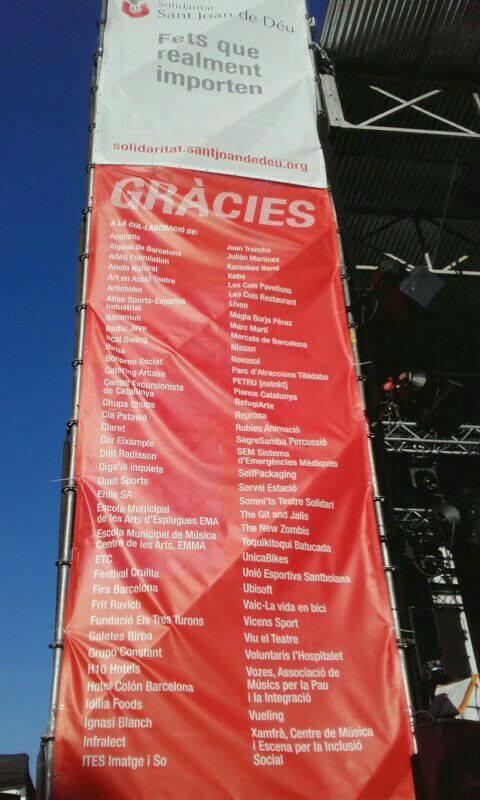 Solidaritat
Sant Joan de Déu
Fets que
realment
importen
solidaritat.santjoandedeu.org
GRÀCIES
A LA COL·LABORACIÓ DE:
Acquatic
Aigües de Barcelona
AIMS Foundation
Aneto Natural
Art en Acció Teatre
Artichoke
Atles Sports-Espanya
Industrial
Bacantoh
Badiu Jove
BCN Swing
Birba
Bonpreu Esclat
Catering Arcasa
Centre Excursionista
de Catalunya
Chupa Chups
Cia Patawa
Claret
Cor Eixample
Diet Radisson
Diga'ls inquiets
Duet Sports
Ehlis SA
Escola Municipal
de les Arts d'Esplugues EMA
Escola Municipal de Música
Centre de les Arts, EMMA
ETC
Festival Cruïlla
Fira Barcelona
Frit Ravich
Fundació Els Tres Turons
Galetes Birba
Grupo Constant
H10 Hotels
Hotel Colón Barcelona
Idilia Foods
Ignasi Blanch
Infralect
ITES Imatge i So
Joan Trenchs
Julián Martínez
Karaokes Band
Katia
Les Cols Pavellons
Les Cols Restaurant
Liven
Magia Borja Pérez
Marc Martí
Mercats de Barcelona
Nissan
Novasol
Parc d'Atraccions Tibidabo
PETRU [nstnkt]
Pianos Catalunya
RefugiArte
Reprosa
Rubies Animació
SagreSamba Percussió
SEM Sistema
d'Emergències Mèdiques
SelfPackaging
Servei Estació
Somni'ts Teatre Solidari
The Git and Jalis
The New Zombis
Toquikitoqui Batucada
UnicaBikes
Unió Esportiva Santboiana
Ubisoft
Vaic-La vida en bici
Vicens Sport
Viu el Teatre
Voluntaris l'Hospitalet
Vozes, Associació de
Músics per la Pau
i la Integració
Vueling
Xamfrà, Centre de Música
i Escena per la Inclusió
Social